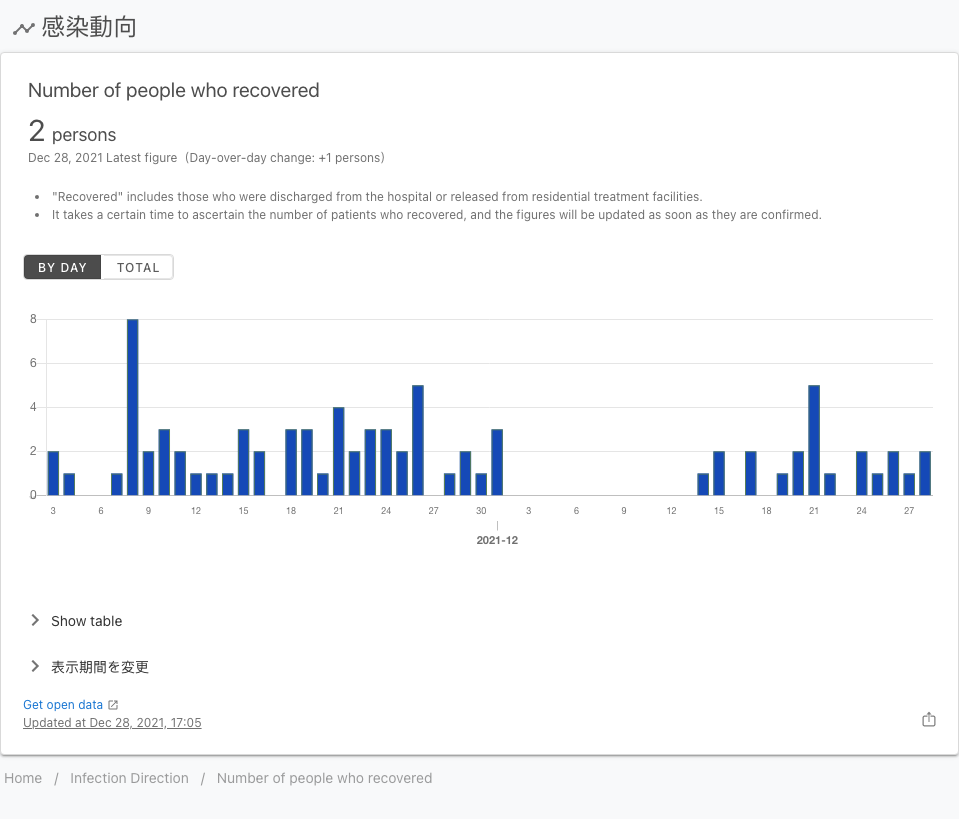 感染動向
Number of people who recovered
2 persons
Dec 28, 2021 Latest figure (Day-over-day change: +1 persons)
• "Recovered" includes those who were discharged from the hospital or released from residential treatment facilities.
• It takes a certain time to ascertain the number of patients who recovered, and the figures will be updated as soon as they are confirmed.
BY DAY TOTAL
8
6
4
2
0
3 6 9 12 15 18 21 24 27 30 3 6 9 12 15 18 21 24 27
2021-12
Show table
表示期間を変更
Get open data
Updated at Dec 28, 2021, 17:05
Home / Infection Direction / Number of people who recovered